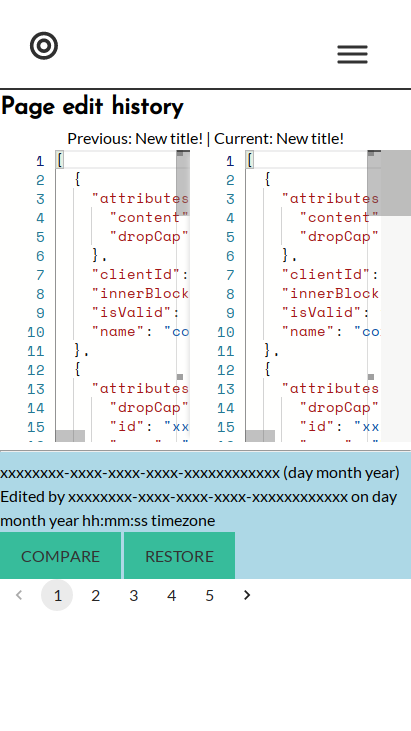 Page edit history
Previous: New title! | Current: New title!
1 [
2 {
3 "attributes
4 "content"
5 "dropCap"
6 },
7 "clientId":
8 "innerBlock
9 "isValid":
10 "name": "co
11 },
12 {
13 "attributes
14 "dropCap"
15 "id": "xx
1 [
2 {
3 "attributes
4 "content"
5 "dropCap"
6 },
7 "clientId":
8 "innerBlock
9 "isValid":
10 "name": "co
11 },
12 {
13 "attributes
14 "dropCap"
15 "id": "xx
xxxxxxxx-xxxx-xxxx-xxxx-xxxxxxxxxxxx (day month year)
Edited by xxxxxxxx-xxxx-xxxx-xxxx-xxxxxxxxxxxx on day
month year hh:mm:ss timezone
COMPARE RESTORE
1 2 3 4 5